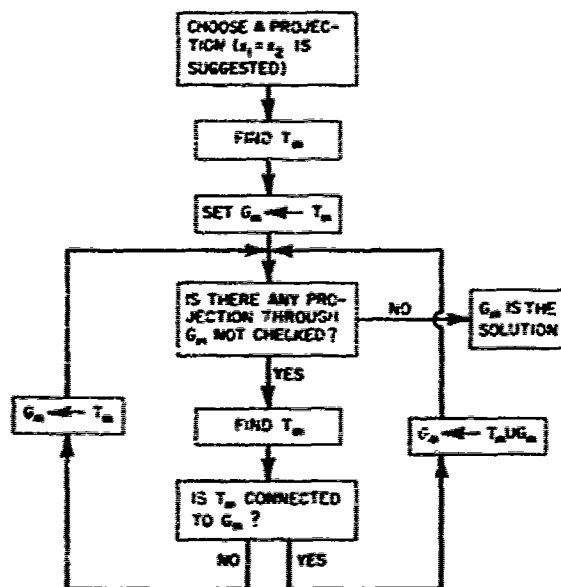 CHOOSE A PROJEC-
TION (s₁ = s₂ IS
SUGGESTED)
FIND Tₘ
SET Gₘ ← Tₘ
IS THERE ANY PRO-
JECTION THROUGH
Gₘ NOT CHECKED?
NO
Gₘ IS THE
SOLUTION
YES
Gₘ ← Tₘ
FIND Tₘ
Gₘ ← TₘUGₘ
IS Tₘ CONNECTED
TO Gₘ ?
NO
YES